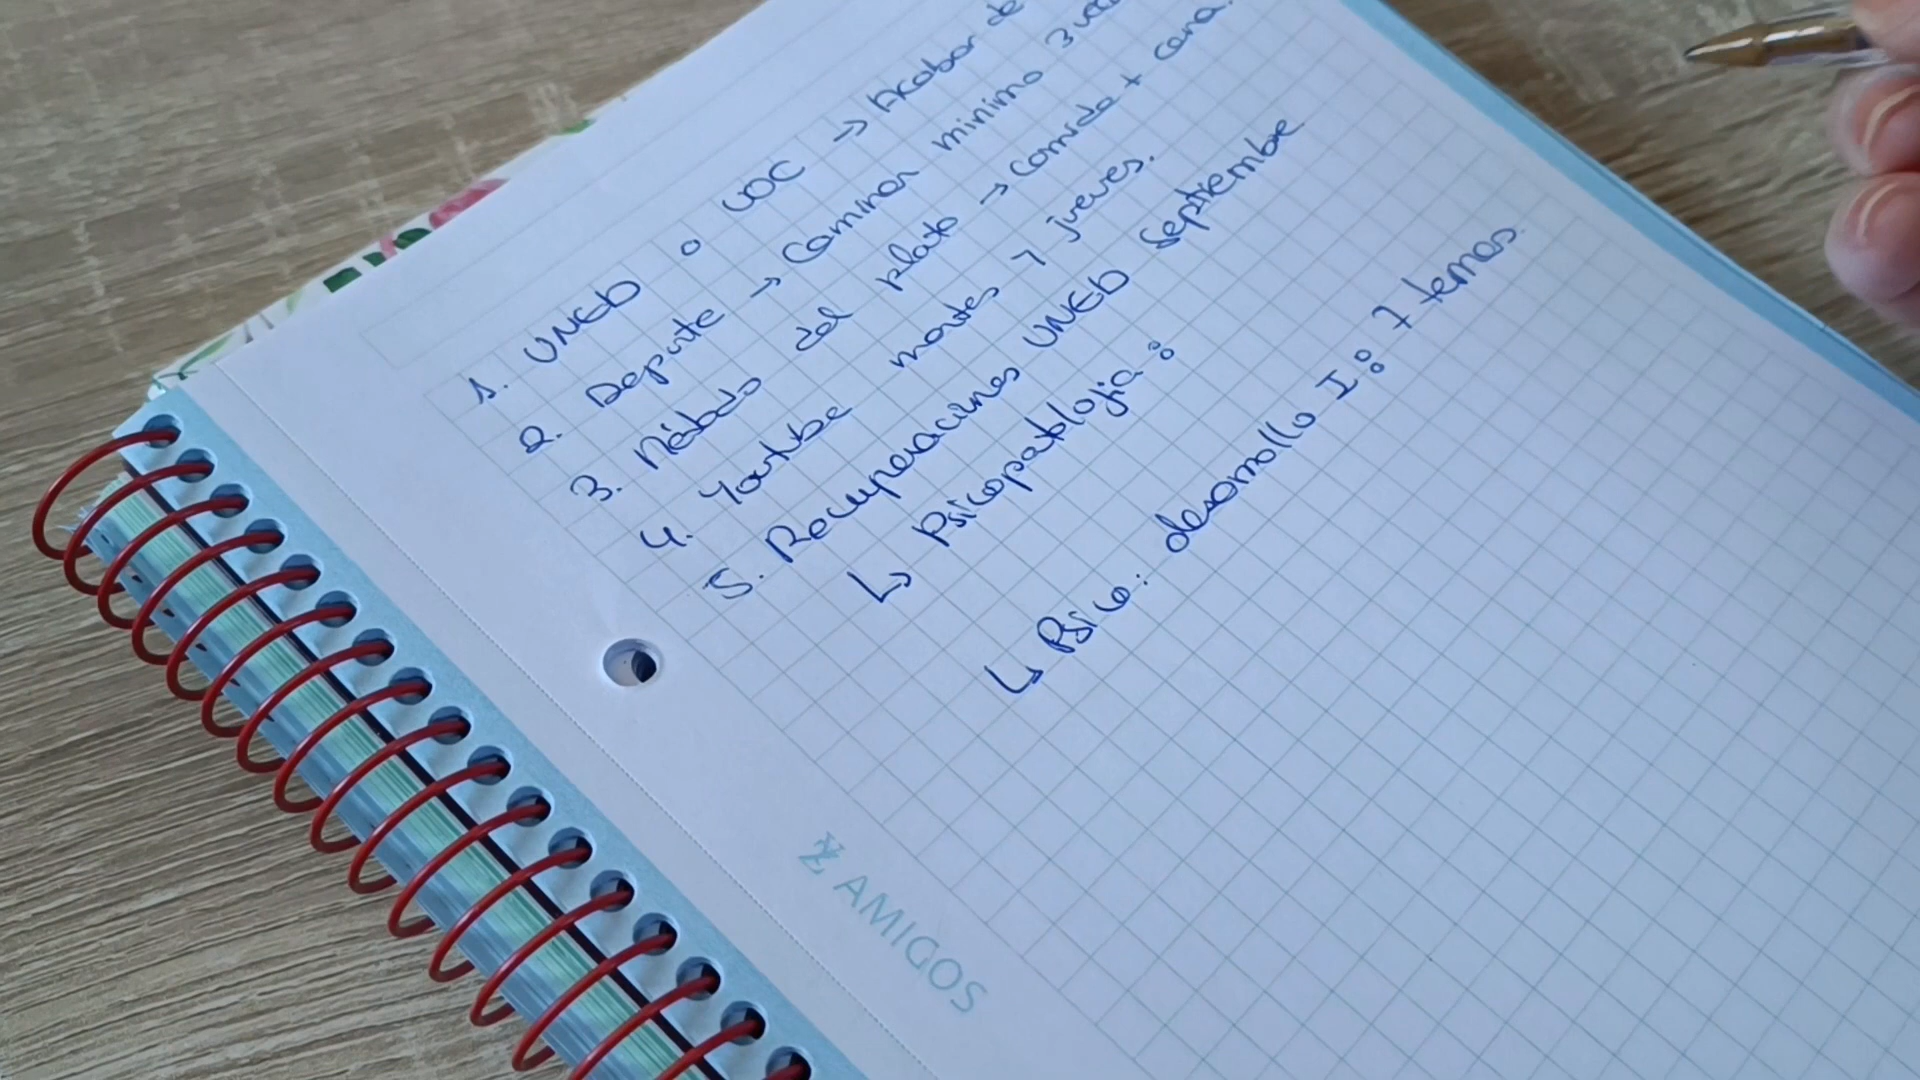 1. UNED o UOC → Acabar de
2. Deporte → Caminar mínimo 3
3. Método del plato → Comida + cena.
4. Youtube martes y jueves.
5. Recuperaciones UNED Septiembre
↳ Psicopatología:
↳ Psico: desarrollo I: 7 temas.
AMIGOS